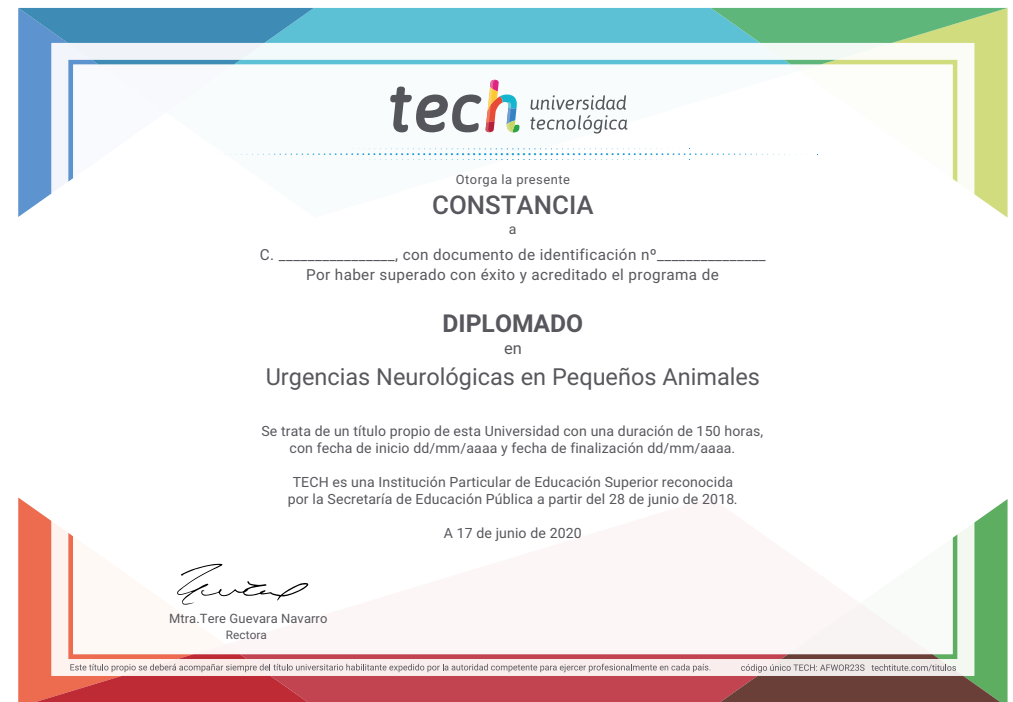 tech universidad
tecnológica
Otorga la presente
CONSTANCIA
a
C. ________________, con documento de identificación nº_______________
Por haber superado con éxito y acreditado el programa de
DIPLOMADO
en
Urgencias Neurológicas en Pequeños Animales
Se trata de un título propio de esta Universidad con una duración de 150 horas,
con fecha de inicio dd/mm/aaaa y fecha de finalización dd/mm/aaaa.
TECH es una Institución Particular de Educación Superior reconocida
por la Secretaría de Educación Pública a partir del 28 de junio de 2018.
A 17 de junio de 2020
Mtra.Tere Guevara Navarro
Rectora
Este título propio se deberá acompañar siempre del título universitario habilitante expedido por la autoridad competente para ejercer profesionalmente en cada país. código único TECH: AFWOR23S techtitute.com/titulos